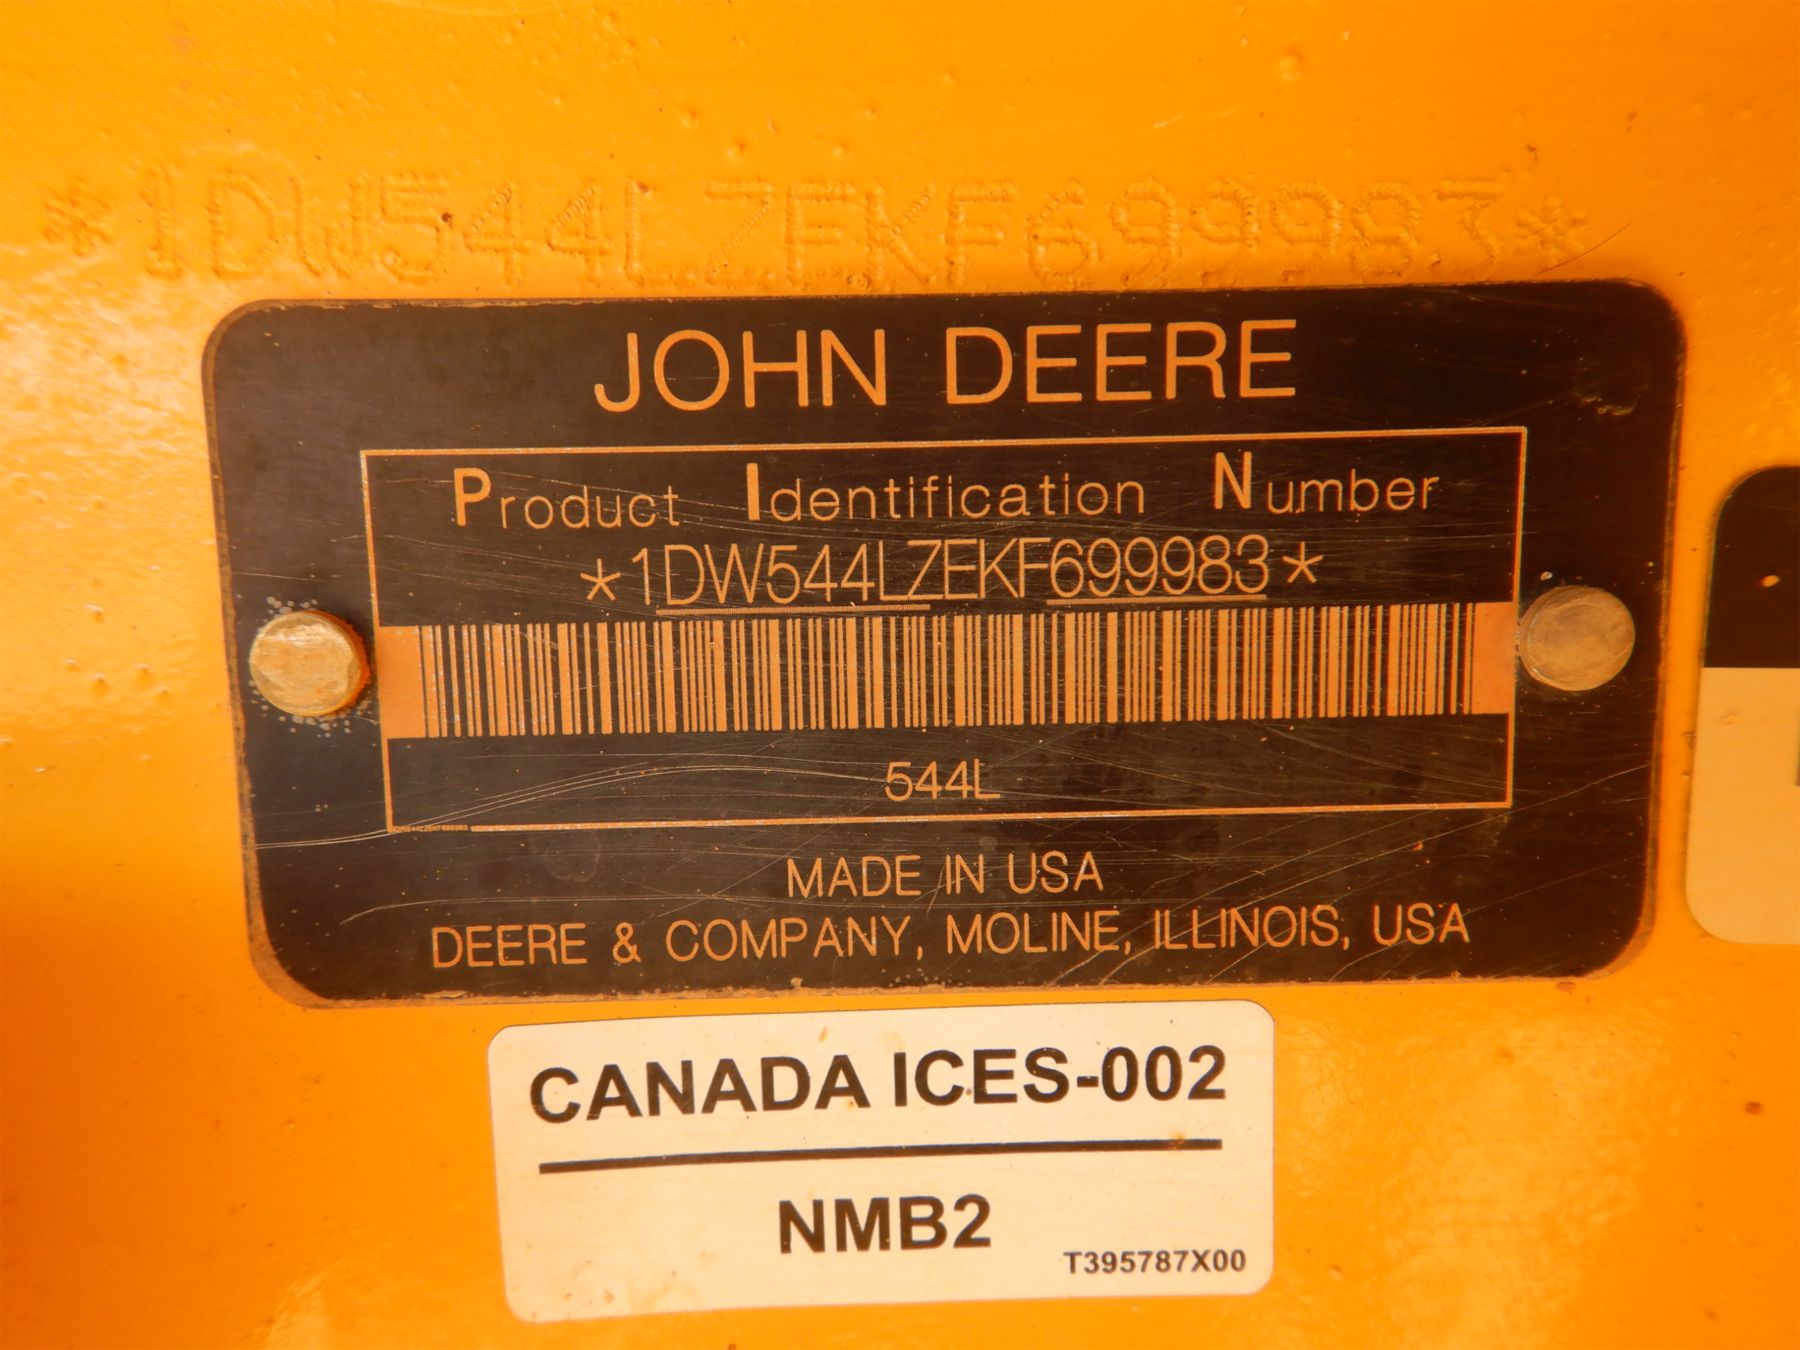 *1DW544LZEKF699983*
JOHN DEERE
Product Identification Number
*1DW544LZEKF699983*
544L
MADE IN USA
DEERE & COMPANY, MOLINE, ILLINOIS, USA
CANADA ICES-002
NMB2
T395787X00